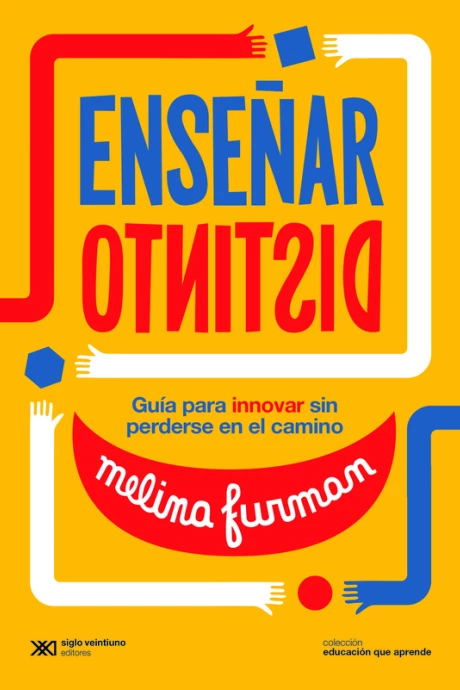 ENSEÑAR
DISTINTO
Guía para innovar sin
perderse en el camino
melina furman
siglo veintiuno
editores
colección
educación que aprende